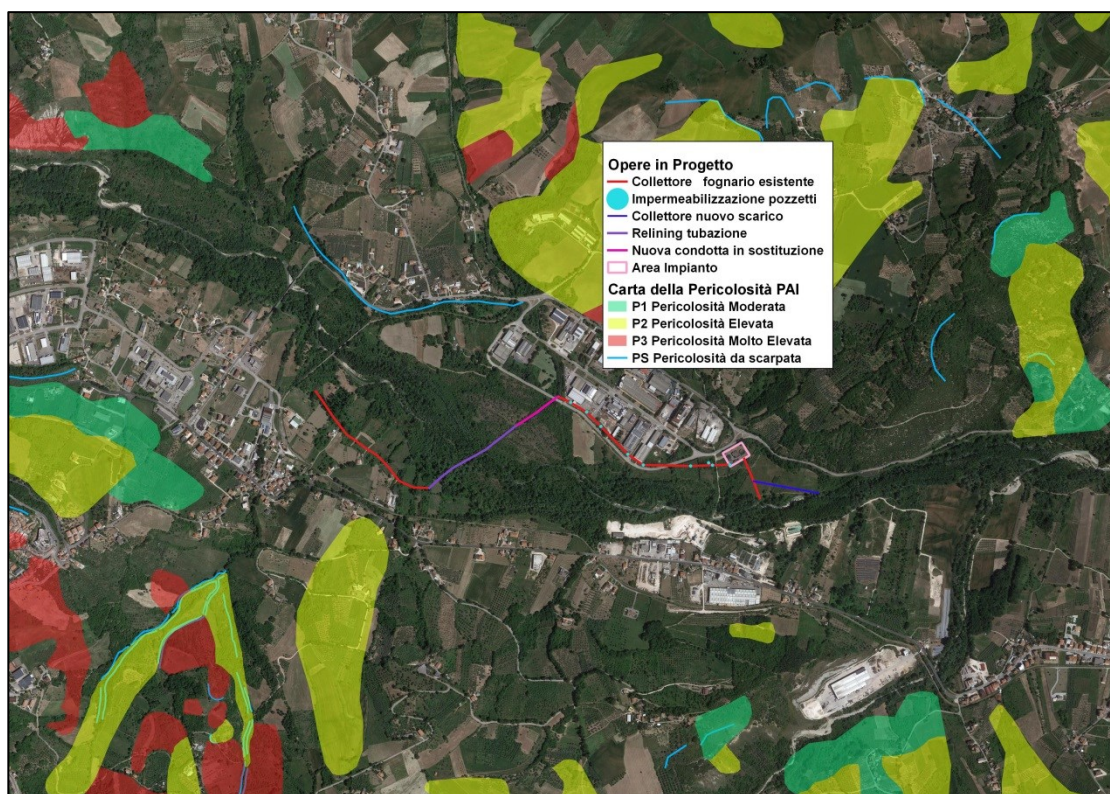 Opere in Progetto
Collettore fognario esistente
Impermeabilizzazione pozzetti
Collettore nuovo scarico
Relining tubazione
Nuova condotta in sostituzione
Area Impianto
Carta della Pericolosità PAI
P1 Pericolosità Moderata
P2 Pericolosità Elevata
P3 Pericolosità Molto Elevata
PS Pericolosità da scarpata